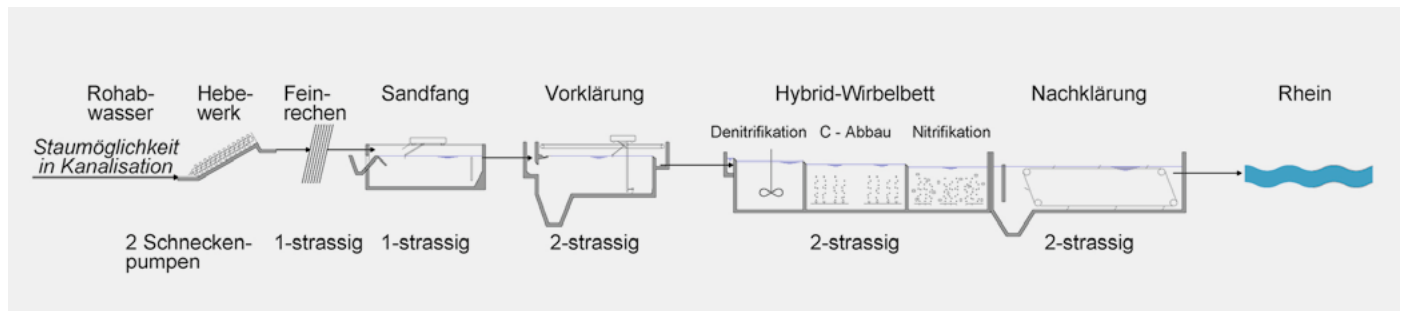 Rohab-
wasser
Hebe-
werk
Fein-
rechen
Sandfang
Vorklärung
Hybrid-Wirbelbett
Nachklärung
Rhein
Denitrifikation
C - Abbau
Nitrifikation
Staumöglichkeit
in Kanalisation
2 Schnecken-
pumpen
1-strassig
1-strassig
2-strassig
2-strassig
2-strassig